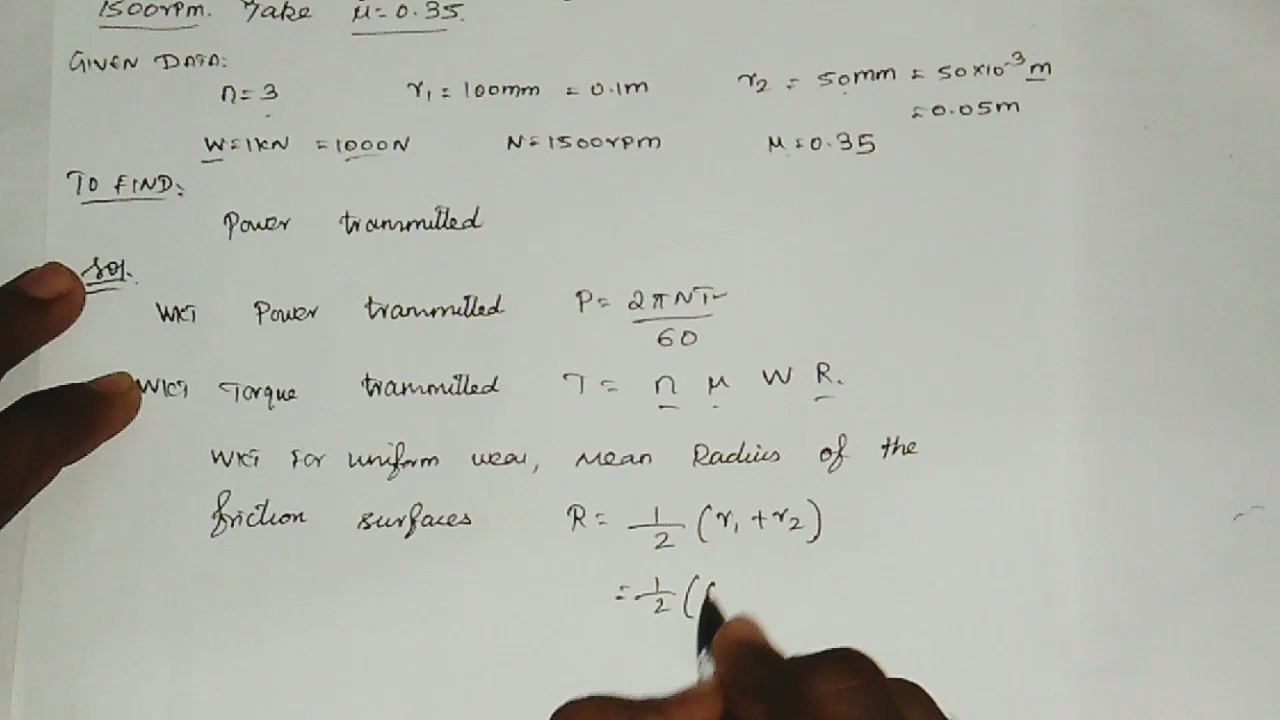 1500rpm. Take μ=0.35.
GIVEN DATA:
n=3 r₁=100mm =0.1m r₂ = 50mm = 50×10⁻³m
=0.05m
W=1KN =1000N N=1500rpm μ=0.35
TO FIND:
Power transmitted
Sol.
WKT Power transmitted P= 2πNT/60
WKT Torque transmitted T= n μ W R.
WKT For uniform wear, Mean Radius of the
friction surfaces R= 1/2 (r₁+r₂)
=1/2 (